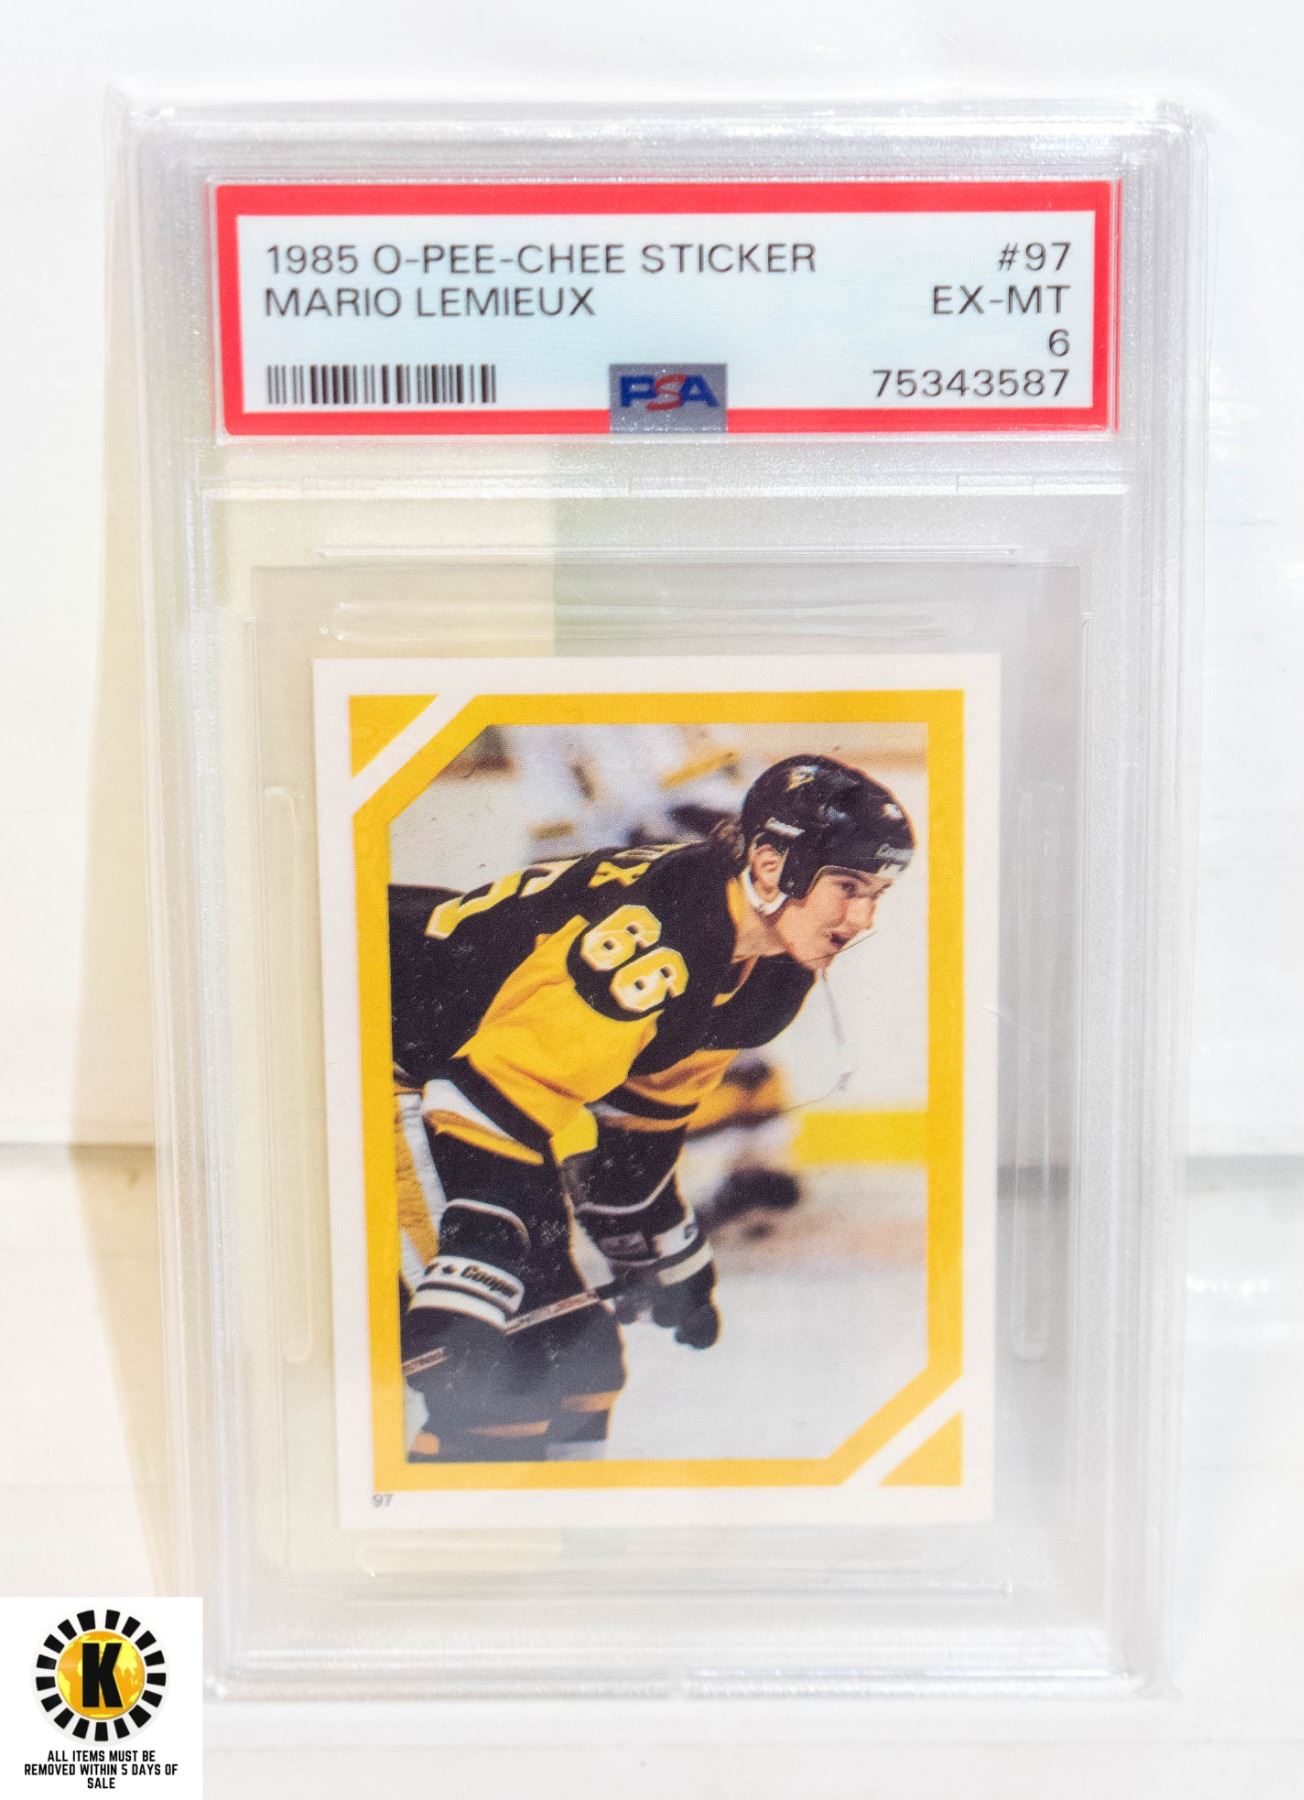 1985 O-PEE-CHEE STICKER #97
MARIO LEMIEUX EX-MT
6
PSA 75343587
66
Cooper
97
K
ALL ITEMS MUST BE
REMOVED WITHIN 5 DAYS OF
SALE